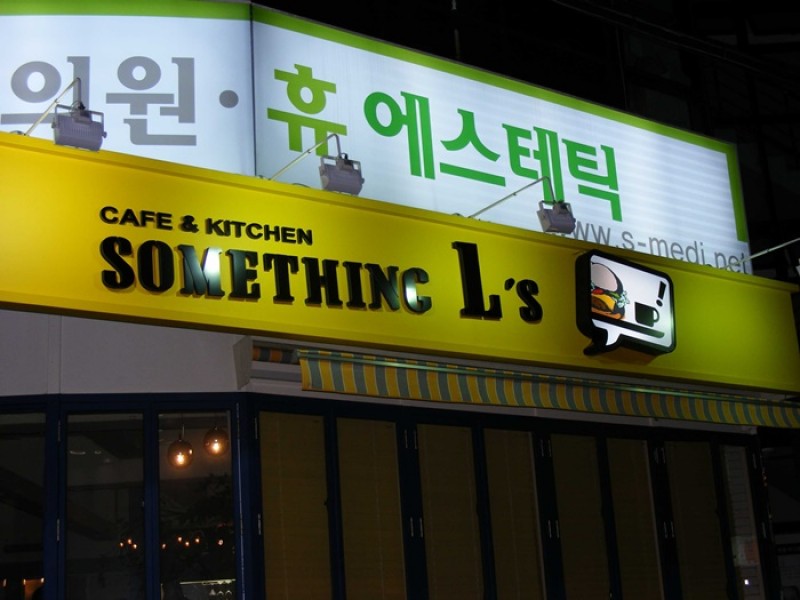 의원 · 휴 에스테틱
www.s-medi.net
CAFE & KITCHEN
SOMETHING L's
!